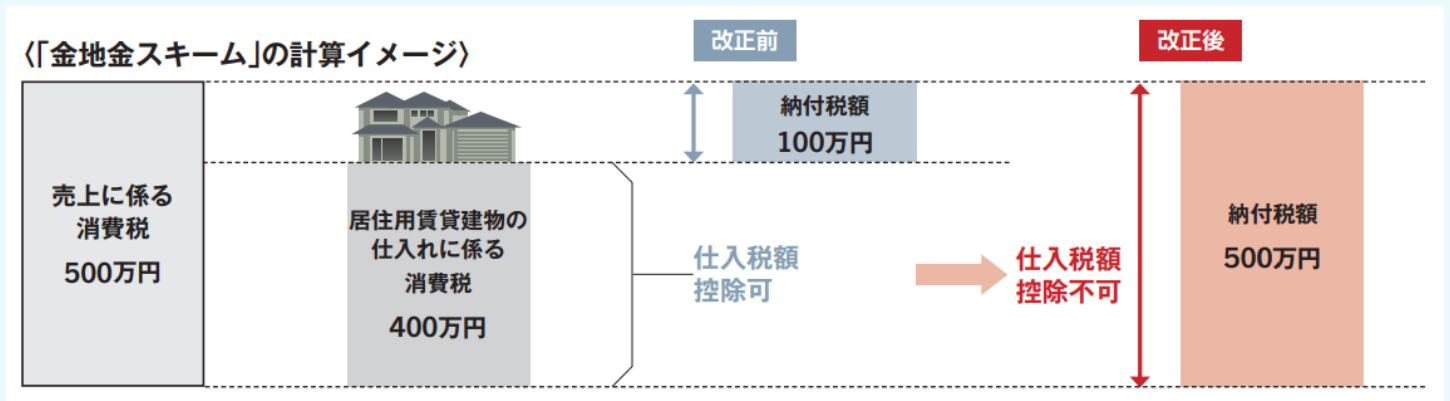 〈「金地金スキーム」の計算イメージ〉
改正前
改正後
売上に係る
消費税
500万円
居住用賃貸建物の
仕入れに係る
消費税
400万円
納付税額
100万円
仕入税額
控除可
仕入税額
控除不可
納付税額
500万円